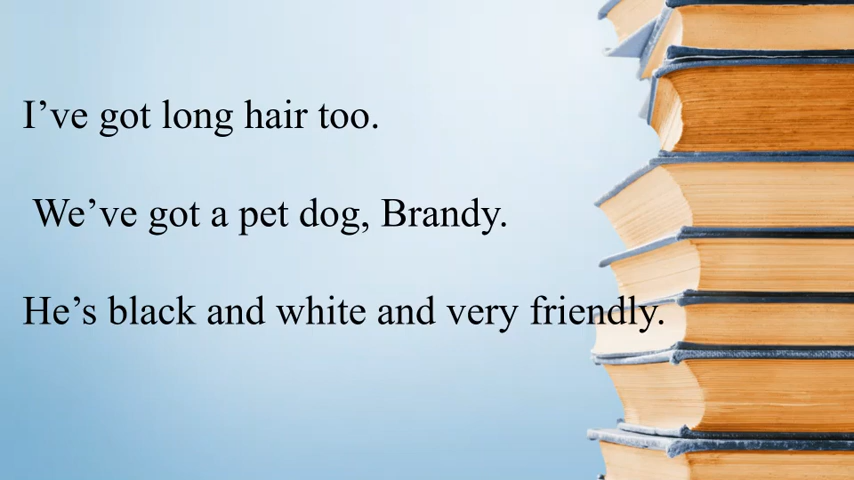 I’ve got long hair too.
We’ve got a pet dog, Brandy.
He’s black and white and very friendly.